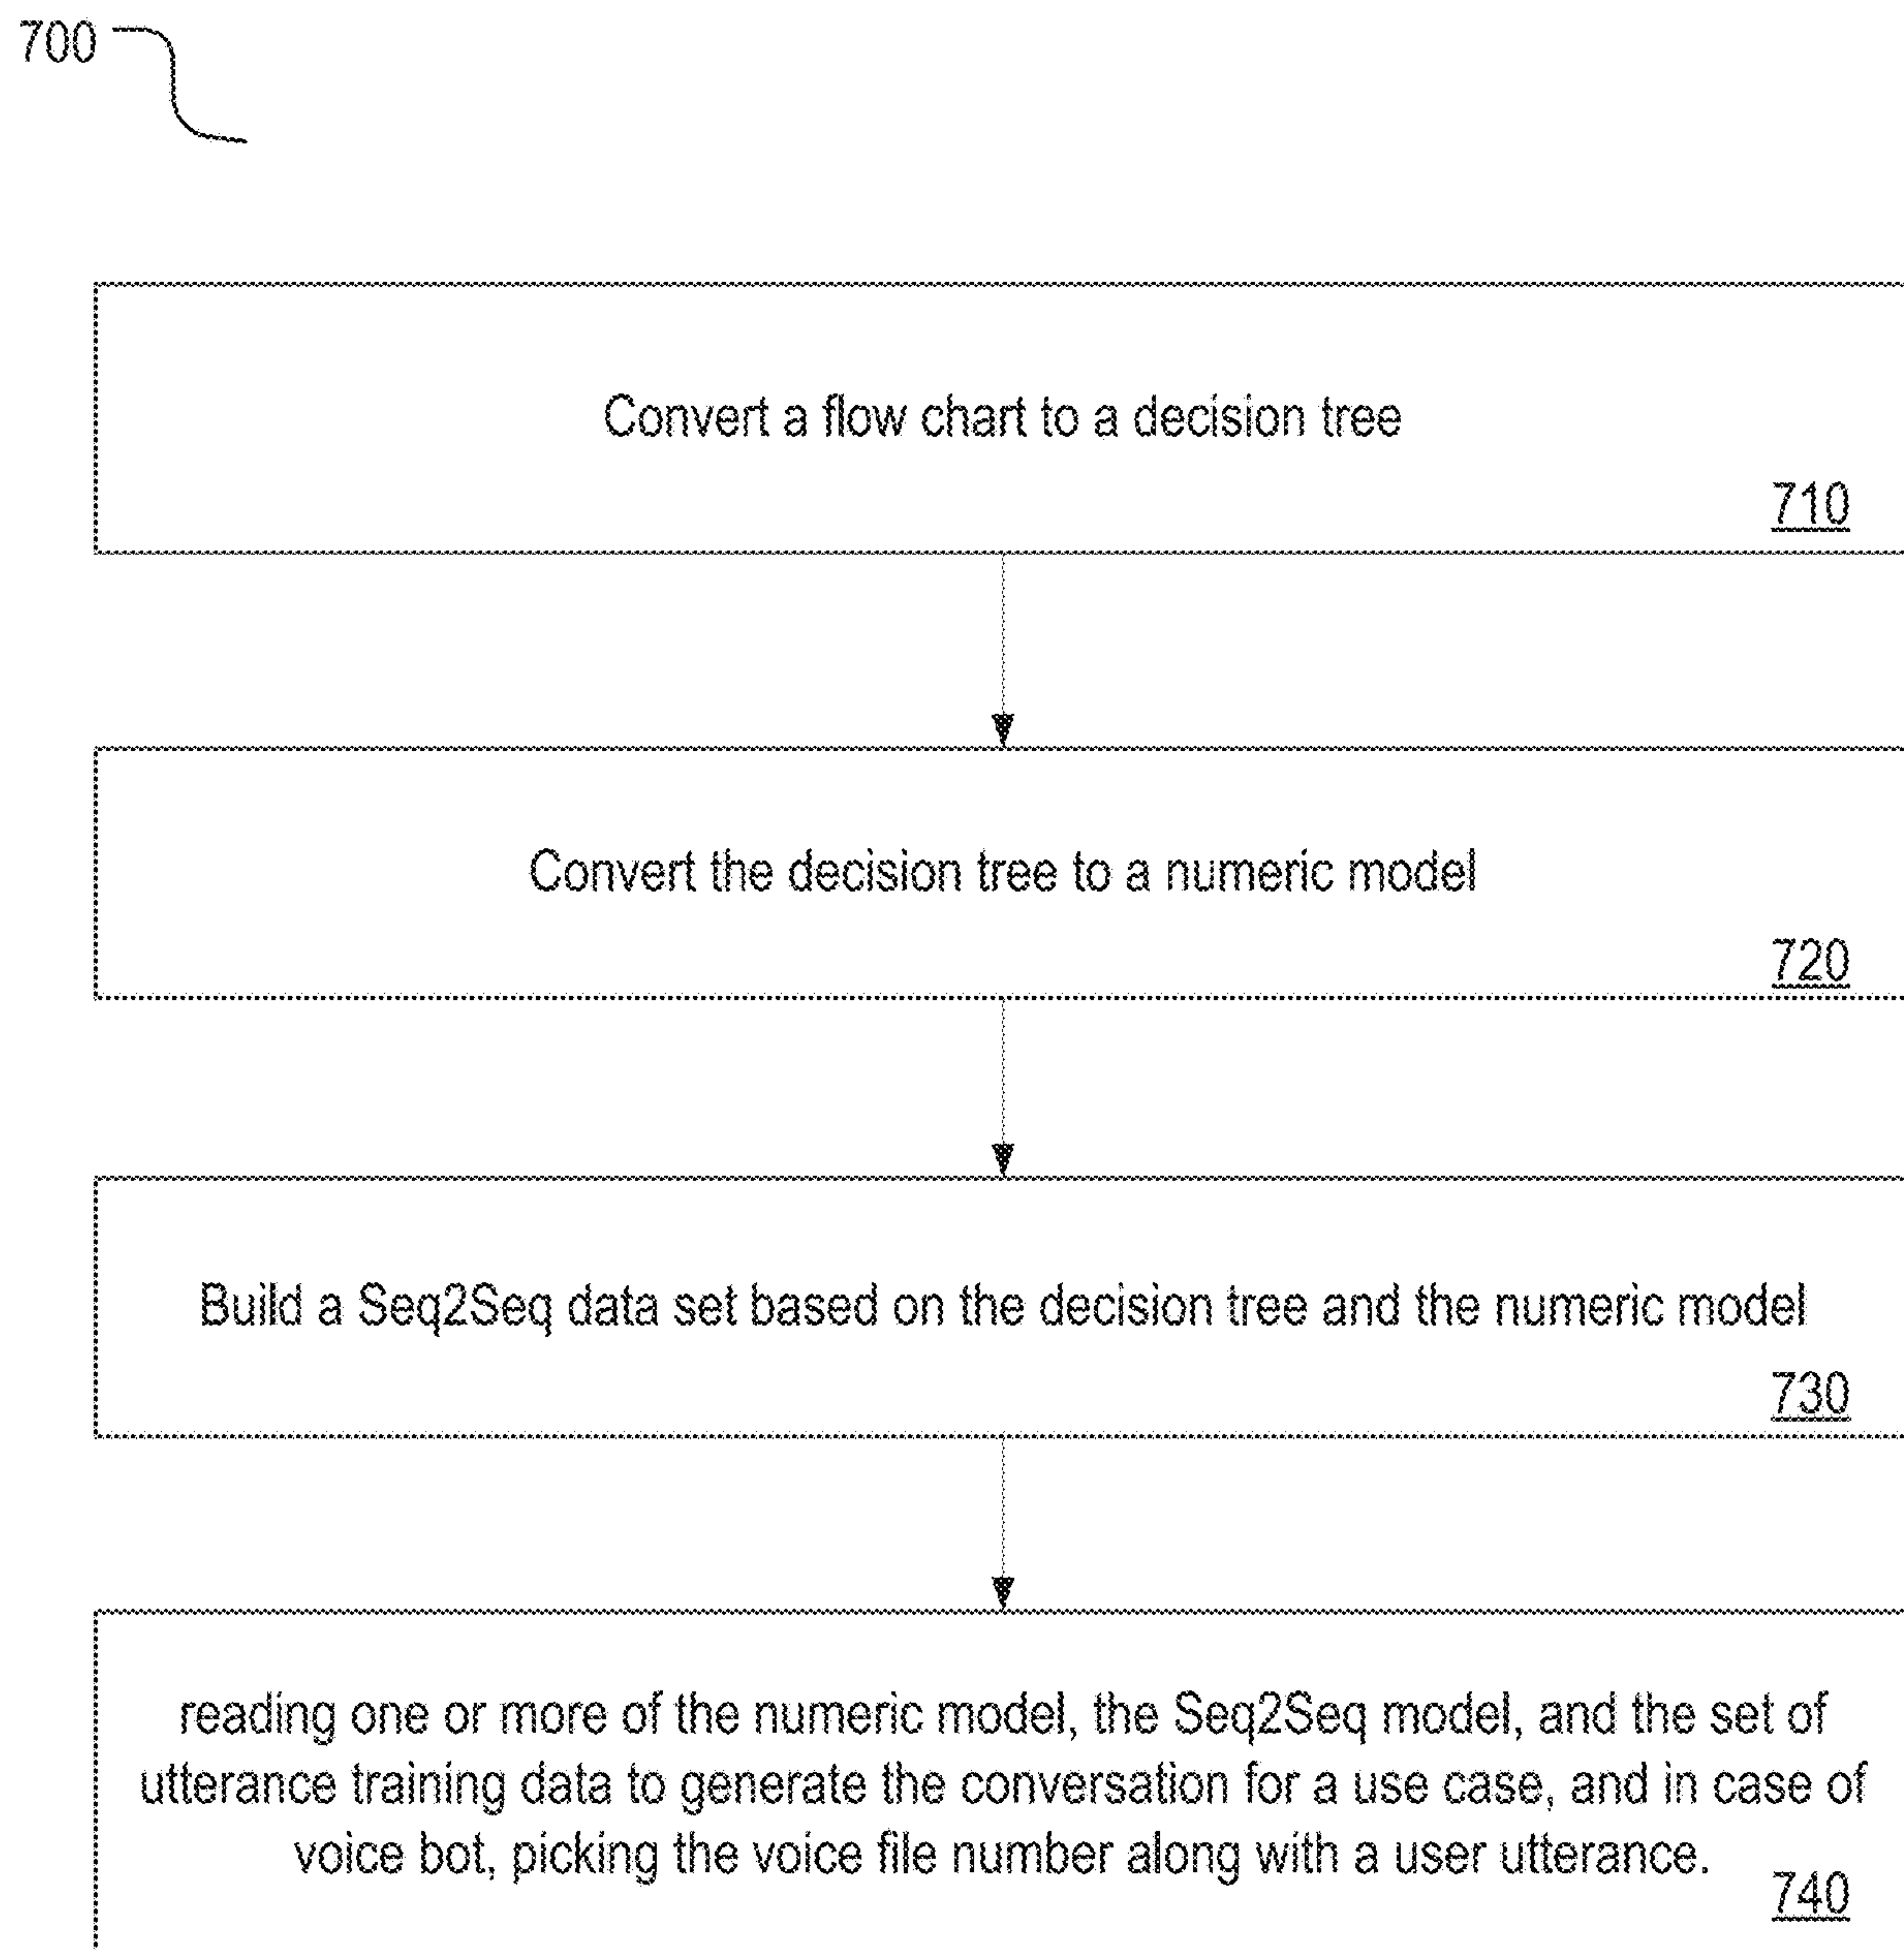 700
Convert a flow chart to a decision tree
710
Convert the decision tree to a numeric model
720
Build a Seq2Seq data set based on the decision tree and the numeric model
730
reading one or more of the numeric model, the Seq2Seq model, and the set of
utterance training data to generate the conversation for a use case, and in case of
voice bot, picking the voice file number along with a user utterance.
740